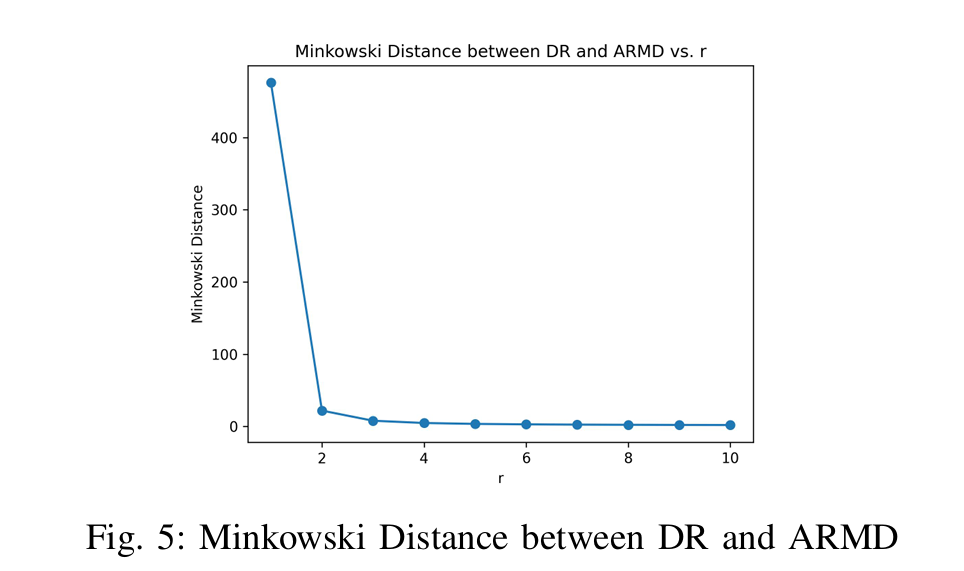 Minkowski Distance between DR and ARMD vs. r
Minkowski Distance
400
300
200
100
0
2 4 6 8 10
r
Fig. 5: Minkowski Distance between DR and ARMD